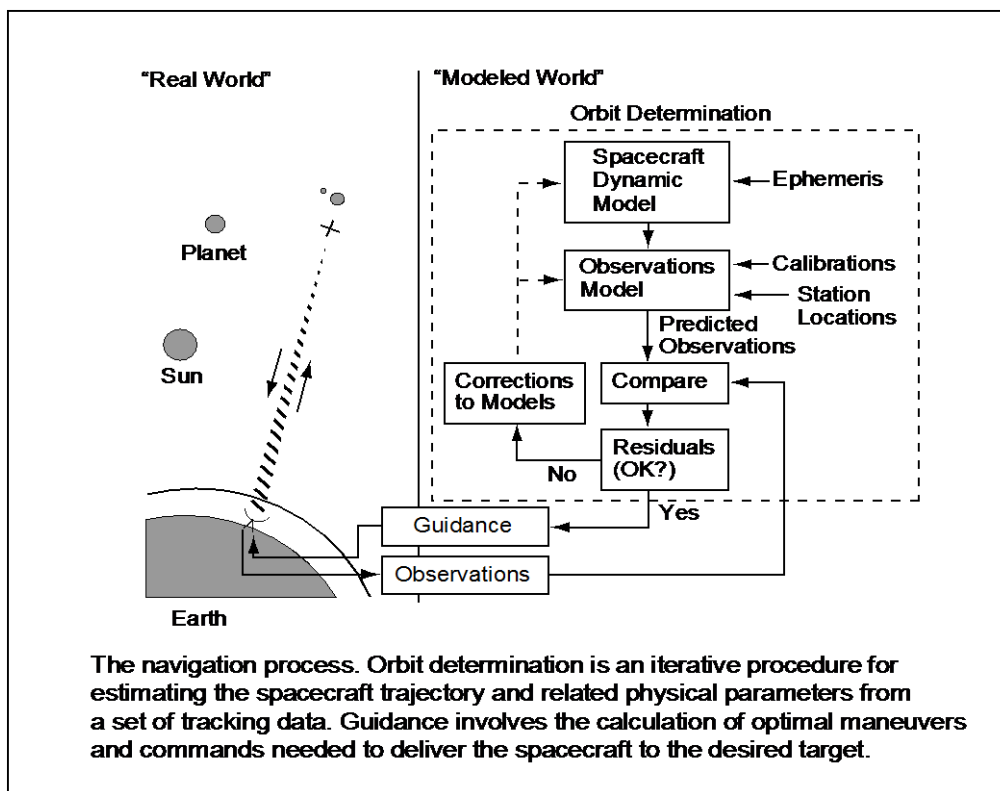 “Real World”
“Modeled World”
Orbit Determination
Spacecraft
Dynamic
Model
Ephemeris
Planet
Observations
Model
Calibrations
Station
Locations
Predicted
Observations
Sun
Corrections
to Models
Compare
Residuals
(OK?)
No
Yes
Guidance
Observations
Earth
The navigation process. Orbit determination is an iterative procedure for
estimating the spacecraft trajectory and related physical parameters from
a set of tracking data. Guidance involves the calculation of optimal maneuvers
and commands needed to deliver the spacecraft to the desired target.